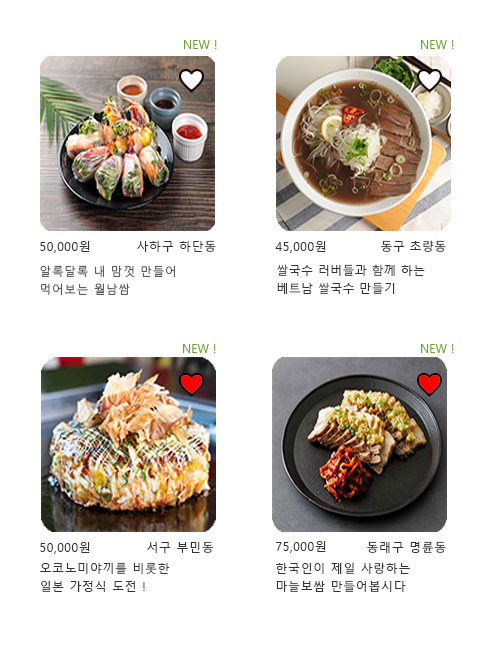 NEW !
NEW !
50,000원 사하구 하단동
알록달록 내 맘껏 만들어
먹어보는 월남쌈
45,000원 동구 초량동
쌀국수 러버들과 함께 하는
베트남 쌀국수 만들기
NEW !
NEW !
50,000원 서구 부민동
오코노미야끼를 비롯한
일본 가정식 도전 !
75,000원 동래구 명륜동
한국인이 제일 사랑하는
마늘보쌈 만들어봅시다